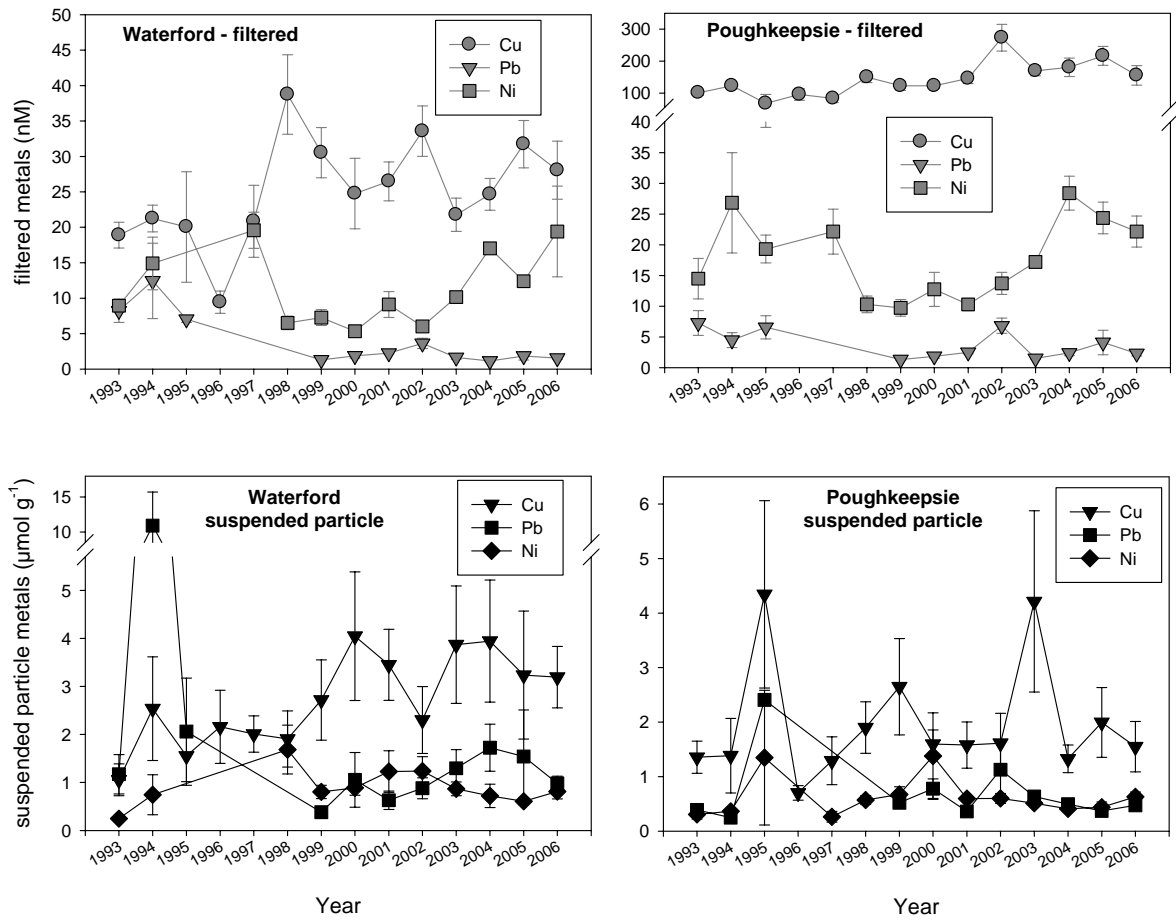 Waterford - filtered
Cu
Pb
Ni
filtered metals (nM)
50
45
40
35
30
25
20
15
10
5
0
1993 1994 1995 1996 1997 1998 1999 2000 2001 2002 2003 2004 2005 2006
Poughkeepsie - filtered
Cu
Pb
Ni
300
200
100
40
35
30
25
20
15
10
5
0
1993 1994 1995 1996 1997 1998 1999 2000 2001 2002 2003 2004 2005 2006
Waterford
suspended particle
Cu
Pb
Ni
suspended particle metals (µmol g⁻¹)
15
10
5
4
3
2
1
0
1993 1994 1995 1996 1997 1998 1999 2000 2001 2002 2003 2004 2005 2006
Year
Poughkeepsie
suspended particle
Cu
Pb
Ni
6
5
4
3
2
1
0
1993 1994 1995 1996 1997 1998 1999 2000 2001 2002 2003 2004 2005 2006
Year